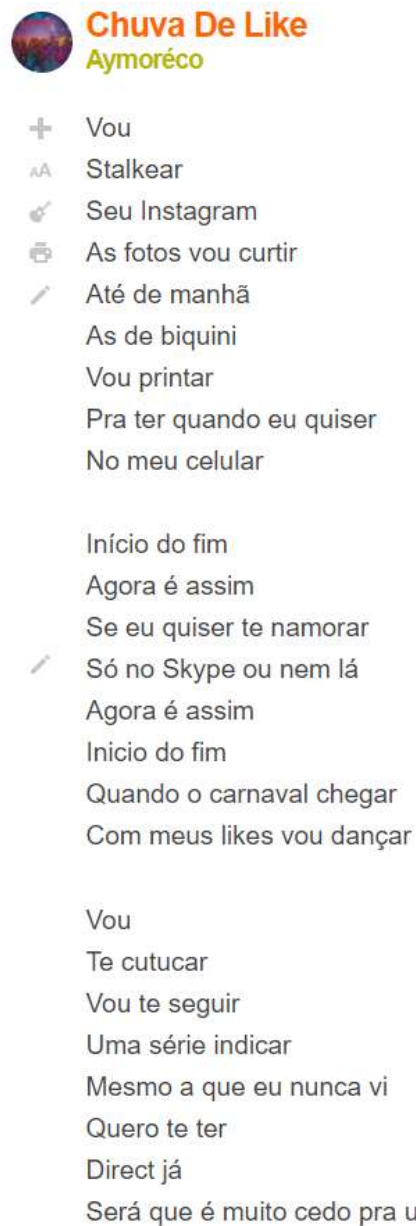 Chuva De Like
Aymoréco
Vou
AA Stalkear
Seu Instagram
As fotos vou curtir
Até de manhã
As de biquini
Vou printar
Pra ter quando eu quiser
No meu celular
Início do fim
Agora é assim
Se eu quiser te namorar
Só no Skype ou nem lá
Agora é assim
Inicio do fim
Quando o carnaval chegar
Com meus likes vou dançar
Vou
Te cutucar
Vou te seguir
Uma série indicar
Mesmo a que eu nunca vi
Quero te ter
Direct já
Será que é muito cedo pra